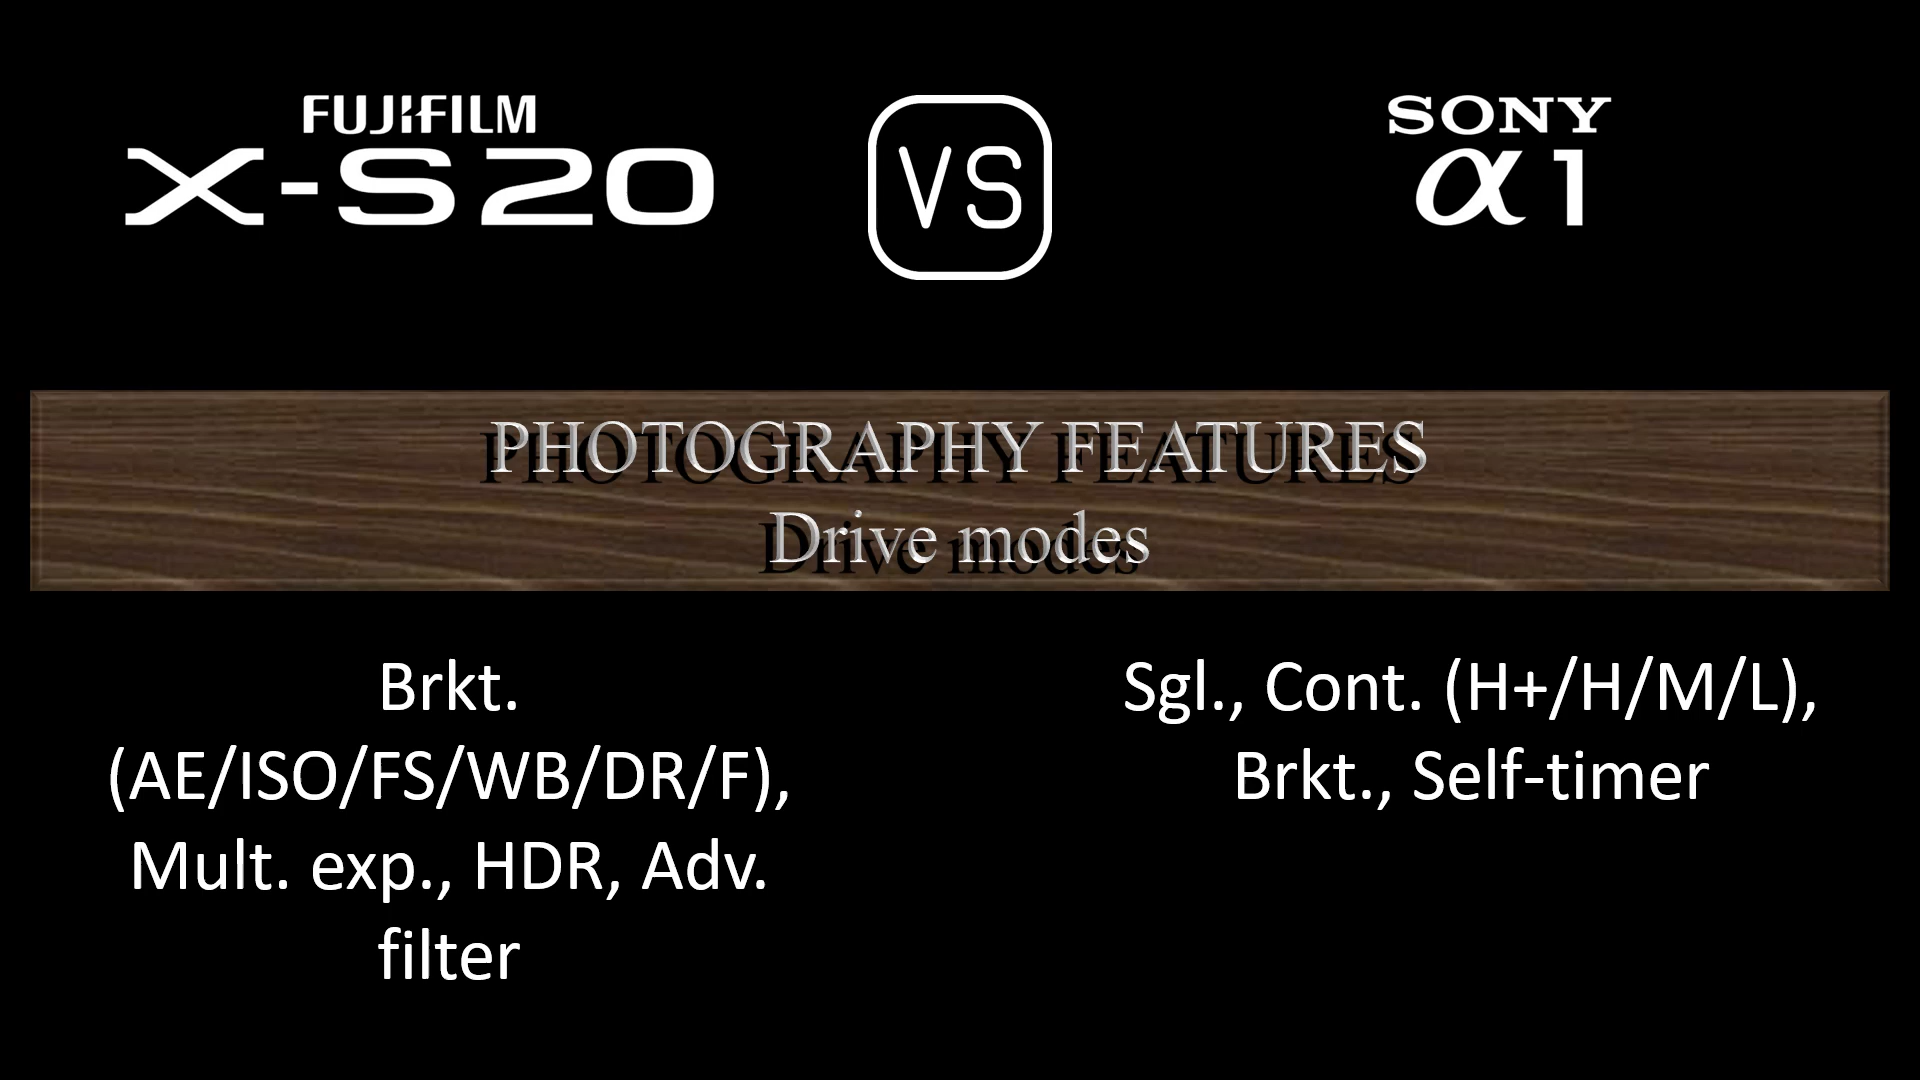 FUJIFILM
X-S20
VS
SONY
α1
PHOTOGRAPHY FEATURES
Drive modes
Brkt.
(AE/ISO/FS/WB/DR/F),
Mult. exp., HDR, Adv.
filter
Sgl., Cont. (H+/H/M/L),
Brkt., Self-timer